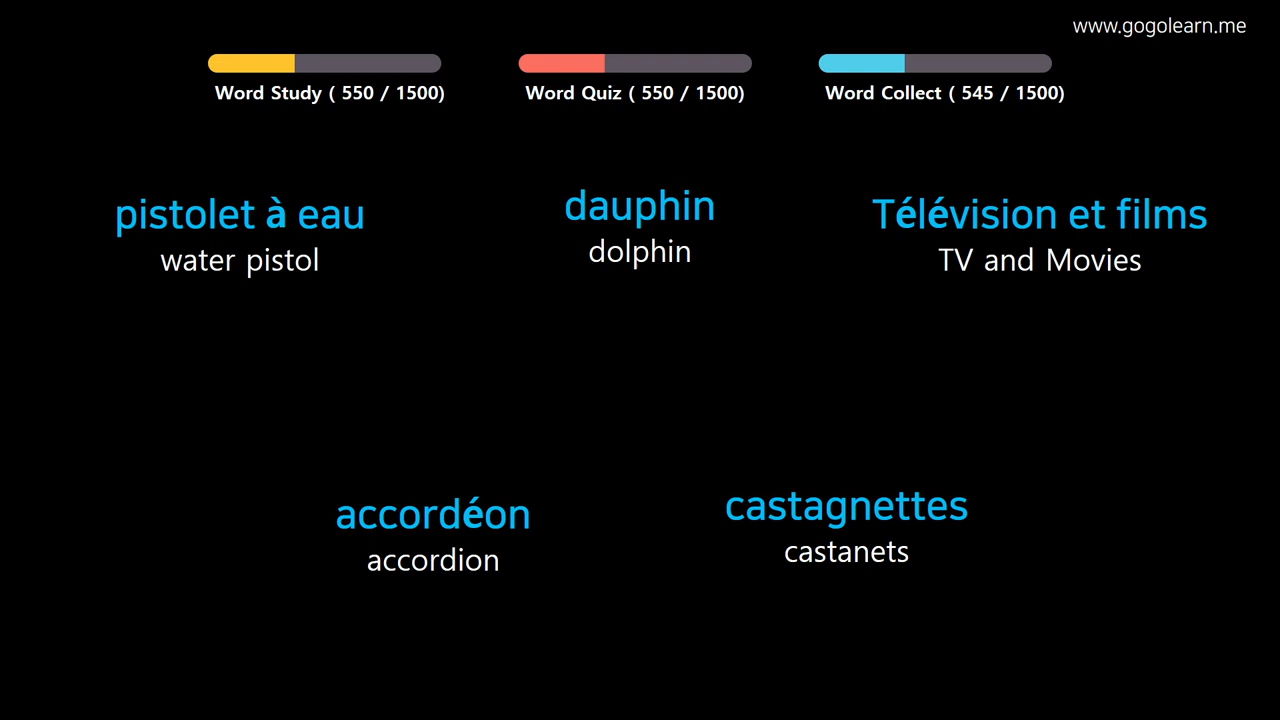 www.gogolearn.me
Word Study ( 550 / 1500)
Word Quiz ( 550 / 1500)
Word Collect ( 545 / 1500)
pistolet à eau
water pistol
dauphin
dolphin
Télévision et films
TV and Movies
accordéon
accordion
castagnettes
castanets